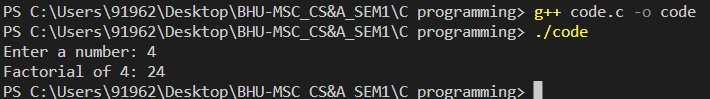 PS C:\Users\91962\Desktop\BHU-MSC_CS&A_SEM1\C programming> g++ code.c -o code
PS C:\Users\91962\Desktop\BHU-MSC_CS&A_SEM1\C programming> ./code
Enter a number: 4
Factorial of 4: 24
PS C:\Users\91962\Desktop\BHU-MSC_CS&A_SEM1\C programming>